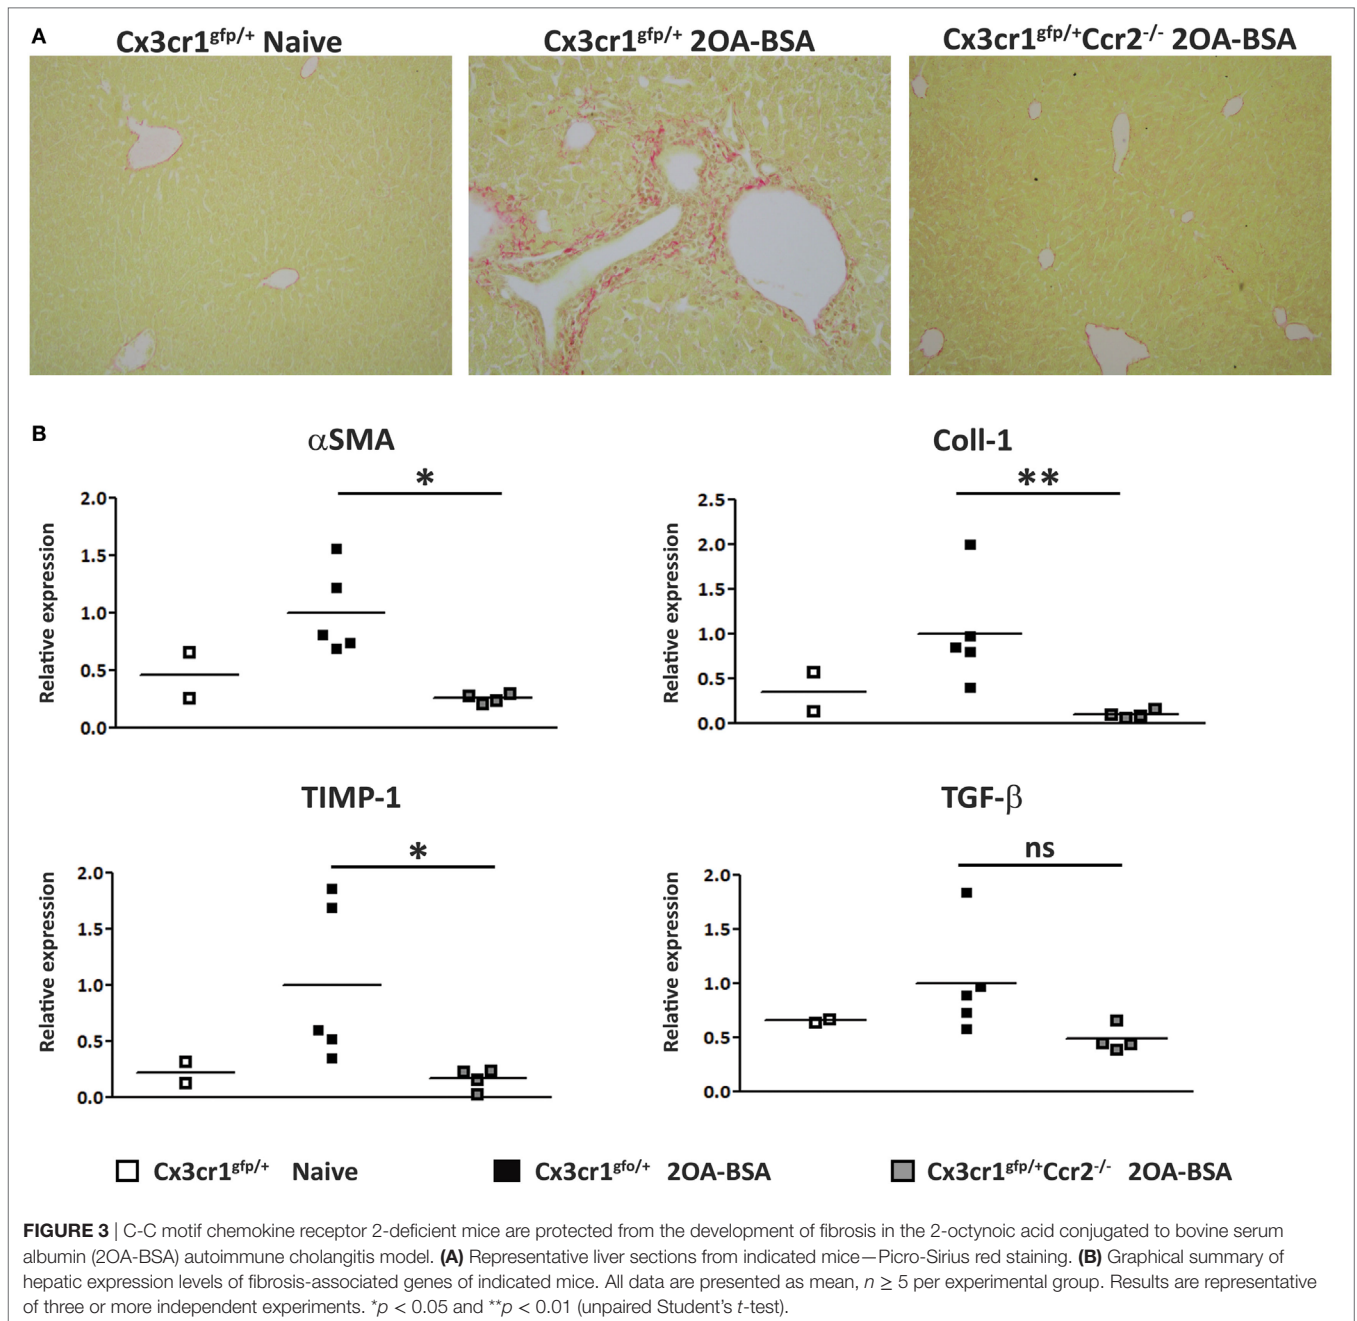 A
Cx3cr1gfp/+ Naive
Cx3cr1gfp/+ 2OA-BSA
Cx3cr1gfp/+Ccr2-/- 2OA-BSA
B
αSMA
*
Relative expression
2.0
1.5
1.0
0.5
0.0
Coll-1
**
Relative expression
2.5
2.0
1.5
1.0
0.5
0.0
TIMP-1
*
Relative expression
2.0
1.5
1.0
0.5
0.0
TGF-β
ns
Relative expression
2.0
1.5
1.0
0.5
0.0
Cx3cr1gfp/+ Naive
Cx3cr1gfo/+ 2OA-BSA
Cx3cr1gfp/+Ccr2-/- 2OA-BSA
FIGURE 3 | C-C motif chemokine receptor 2-deficient mice are protected from the development of fibrosis in the 2-octynoic acid conjugated to bovine serum
albumin (2OA-BSA) autoimmune cholangitis model. (A) Representative liver sections from indicated mice—Picro-Sirius red staining. (B) Graphical summary of
hepatic expression levels of fibrosis-associated genes of indicated mice. All data are presented as mean, n ≥ 5 per experimental group. Results are representative
of three or more independent experiments. *p < 0.05 and **p < 0.01 (unpaired Student's t-test).